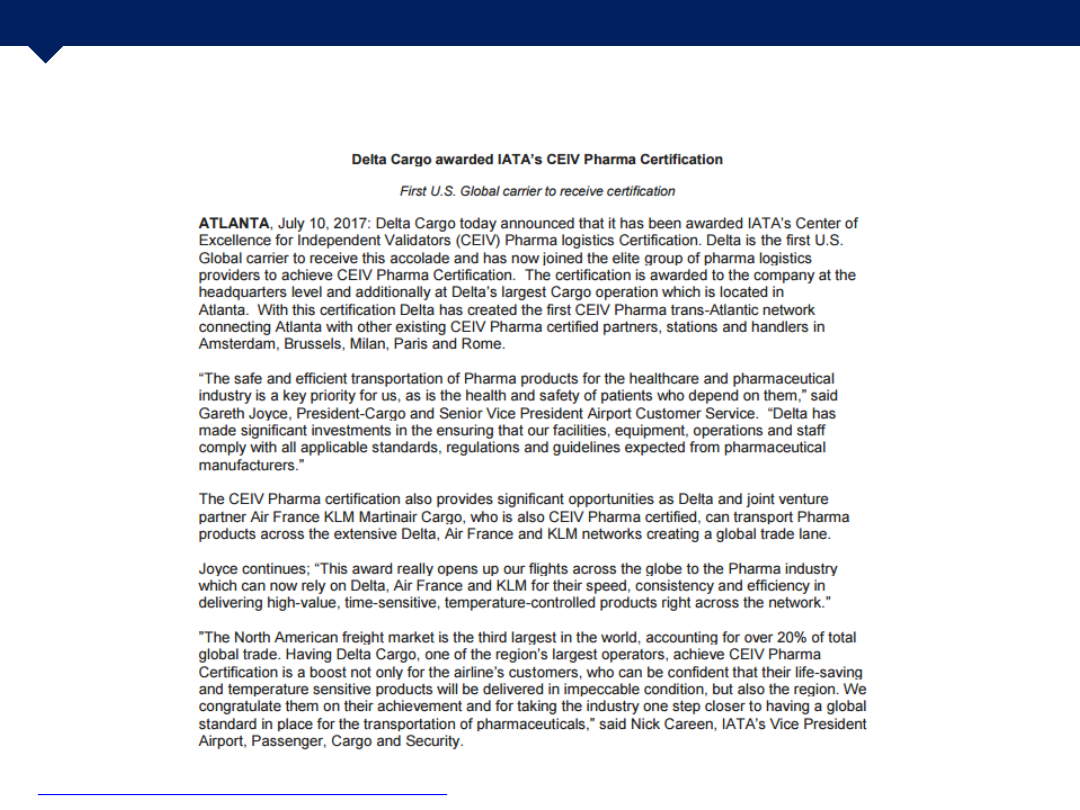 Delta Cargo awarded IATA's CEIV Pharma Certification
First U.S. Global carrier to receive certification
ATLANTA, July 10, 2017: Delta Cargo today announced that it has been awarded IATA's Center of
Excellence for Independent Validators (CEIV) Pharma logistics Certification. Delta is the first U.S.
Global carrier to receive this accolade and has now joined the elite group of pharma logistics
providers to achieve CEIV Pharma Certification.  The certification is awarded to the company at the
headquarters level and additionally at Delta's largest Cargo operation which is located in
Atlanta.  With this certification Delta has created the first CEIV Pharma trans-Atlantic network
connecting Atlanta with other existing CEIV Pharma certified partners, stations and handlers in
Amsterdam, Brussels, Milan, Paris and Rome.
“The safe and efficient transportation of Pharma products for the healthcare and pharmaceutical
industry is a key priority for us, as is the health and safety of patients who depend on them,” said
Gareth Joyce, President-Cargo and Senior Vice President Airport Customer Service.  “Delta has
made significant investments in the ensuring that our facilities, equipment, operations and staff
comply with all applicable standards, regulations and guidelines expected from pharmaceutical
manufacturers.”
The CEIV Pharma certification also provides significant opportunities as Delta and joint venture
partner Air France KLM Martinair Cargo, who is also CEIV Pharma certified, can transport Pharma
products across the extensive Delta, Air France and KLM networks creating a global trade lane.
Joyce continues; “This award really opens up our flights across the globe to the Pharma industry
which can now rely on Delta, Air France and KLM for their speed, consistency and efficiency in
delivering high-value, time-sensitive, temperature-controlled products right across the network.”
”The North American freight market is the third largest in the world, accounting for over 20% of total
global trade. Having Delta Cargo, one of the region's largest operators, achieve CEIV Pharma
Certification is a boost not only for the airline's customers, who can be confident that their life-saving
and temperature sensitive products will be delivered in impeccable condition, but also the region. We
congratulate them on their achievement and for taking the industry one step closer to having a global
standard in place for the transportation of pharmaceuticals,” said Nick Careen, IATA's Vice President
Airport, Passenger, Cargo and Security.